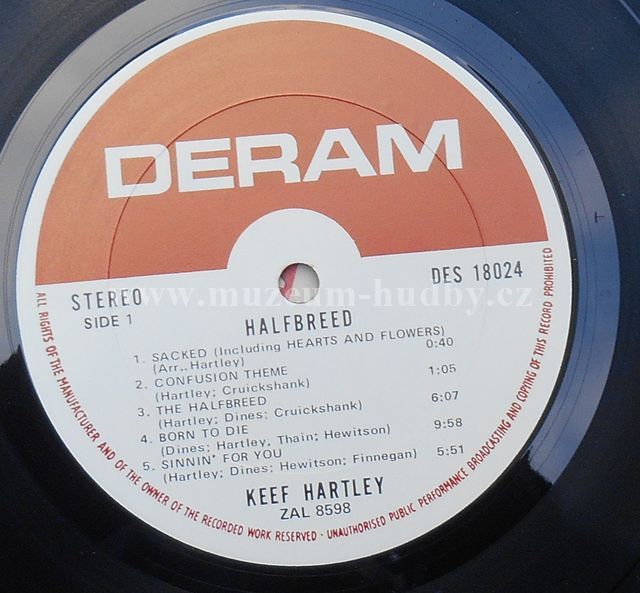 DERAM
STEREO
SIDE 1
DES 18024
www.muzeum-hudby.cz
HALFBREED
1. SACKED (Including HEARTS AND FLOWERS) 0:40
(Arr.. Hartley)
2. CONFUSION THEME 1:05
(Hartley; Cruickshank)
3. THE HALFBREED 6:07
(Hartley; Dines; Cruickshank)
4. BORN TO DIE 9:58
(Dines; Hartley, Thain; Hewitson)
5. SINNIN' FOR YOU 5:51
(Hartley; Dines; Hewitson; Finnegan)
KEEF HARTLEY
ZAL 8598
ALL RIGHTS OF THE MANUFACTURER AND OF THE OWNER OF THE RECORDED WORK RESERVED · UNAUTHORISED PUBLIC PERFORMANCE BROADCASTING AND COPYING OF THIS RECORD PROHIBITED